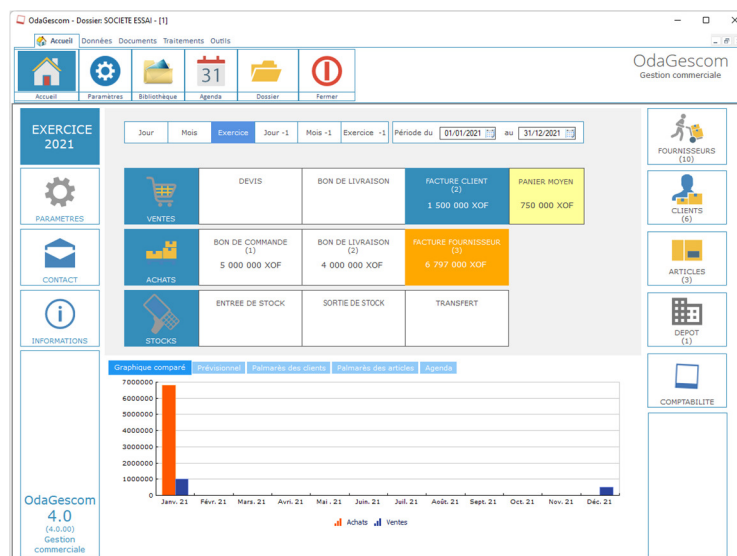 OdaGescom - Dossier: SOCIETE ESSAI - [1]
Accueil Données Documents Traitements Outils
OdaGescom
Gestion commerciale
31
Accueil Paramètres Bibliothèque Agenda Dossier Fermer
EXERCICE
2021
Jour Mois Exercice Jour -1 Mois -1 Exercice -1 Période du 01/01/2021 au 31/12/2021
FOURNISSEURS
(10)
PARAMETRES
VENTES
DEVIS
BON DE LIVRAISON
FACTURE CLIENT
(2)
1 500 000 XOF
PANIER MOYEN
750 000 XOF
CLIENTS
(6)
CONTACT
ACHATS
BON DE COMMANDE
(1)
5 000 000 XOF
BON DE LIVRAISON
(2)
4 000 000 XOF
FACTURE FOURNISSEUR
(3)
6 797 000 XOF
ARTICLES
(3)
INFORMATIONS
STOCKS
ENTREE DE STOCK
SORTIE DE STOCK
TRANSFERT
DEPOT
(1)
Graphique comparé Prévisionnel Palmarès des clients Palmarès des articles Agenda
COMPTABILITE
7000000
6000000
5000000
4000000
3000000
2000000
1000000
0
Janv. 21 Févr. 21 Mars. 21 Avri. 21 Mai . 21 Juin. 21 Juil. 21 Août. 21 Sept. 21 Oct. 21 Nov. 21 Déc. 21
Achats Ventes
OdaGescom
4.0
(4.0.00)
Gestion
commerciale